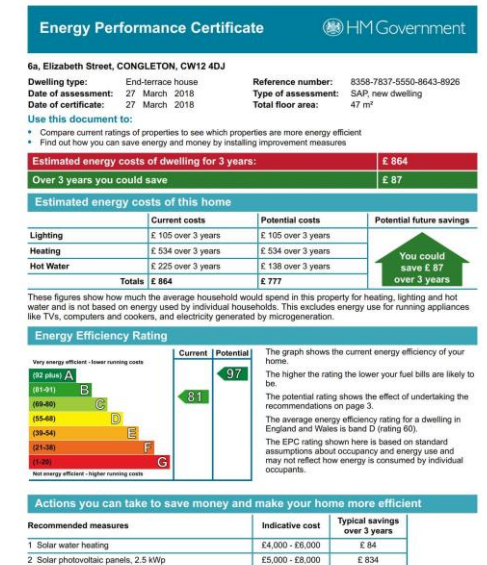 Energy Performance Certificate
HM Government
6a, Elizabeth Street, CONGLETON, CW12 4DJ
Dwelling type: End-terrace house Reference number: 8358-7837-5550-8643-8926
Date of assessment: 27 March 2018 Type of assessment: SAP, new dwelling
Date of certificate: 27 March 2018 Total floor area: 47 m²
Use this document to:
• Compare current ratings of properties to see which properties are more energy efficient
• Find out how you can save energy and money by installing improvement measures
Estimated energy costs of dwelling for 3 years: £ 864
Over 3 years you could save £ 87
Estimated energy costs of this home
Current costs Potential costs Potential future savings
Lighting £ 105 over 3 years £ 105 over 3 years
Heating £ 534 over 3 years £ 534 over 3 years
Hot Water £ 225 over 3 years £ 138 over 3 years
Totals £ 864 £ 777
You could
save £ 87
over 3 years
These figures show how much the average household would spend in this property for heating, lighting and hot
water and is not based on energy used by individual households. This excludes energy use for running appliances
like TVs, computers and cookers, and electricity generated by microgeneration.
Energy Efficiency Rating
Current Potential
Very energy efficient - lower running costs
(92 plus) A
(81-91) B
(69-80) C
(55-68) D
(39-54) E
(21-38) F
(1-20) G
Not energy efficient - higher running costs
81
97
The graph shows the current energy efficiency of your
home.
The higher the rating the lower your fuel bills are likely to
be.
The potential rating shows the effect of undertaking the
recommendations on page 3.
The average energy efficiency rating for a dwelling in
England and Wales is band D (rating 60).
The EPC rating shown here is based on standard
assumptions about occupancy and energy use and
may not reflect how energy is consumed by individual
occupants.
Actions you can take to save money and make your home more efficient
Recommended measures Indicative cost Typical savings
over 3 years
1 Solar water heating £4,000 - £6,000 £ 84
2 Solar photovoltaic panels, 2.5 kWp £5,000 - £8,000 £ 834